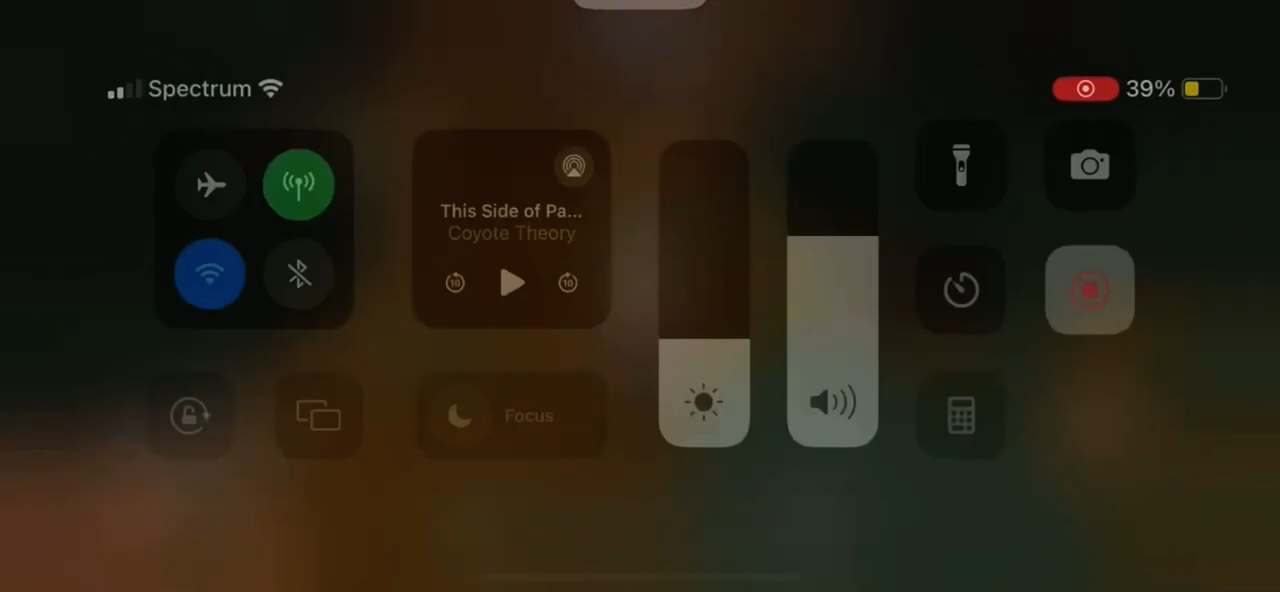 Spectrum
39%
This Side of Pa...
Coyote Theory
10
10
Focus